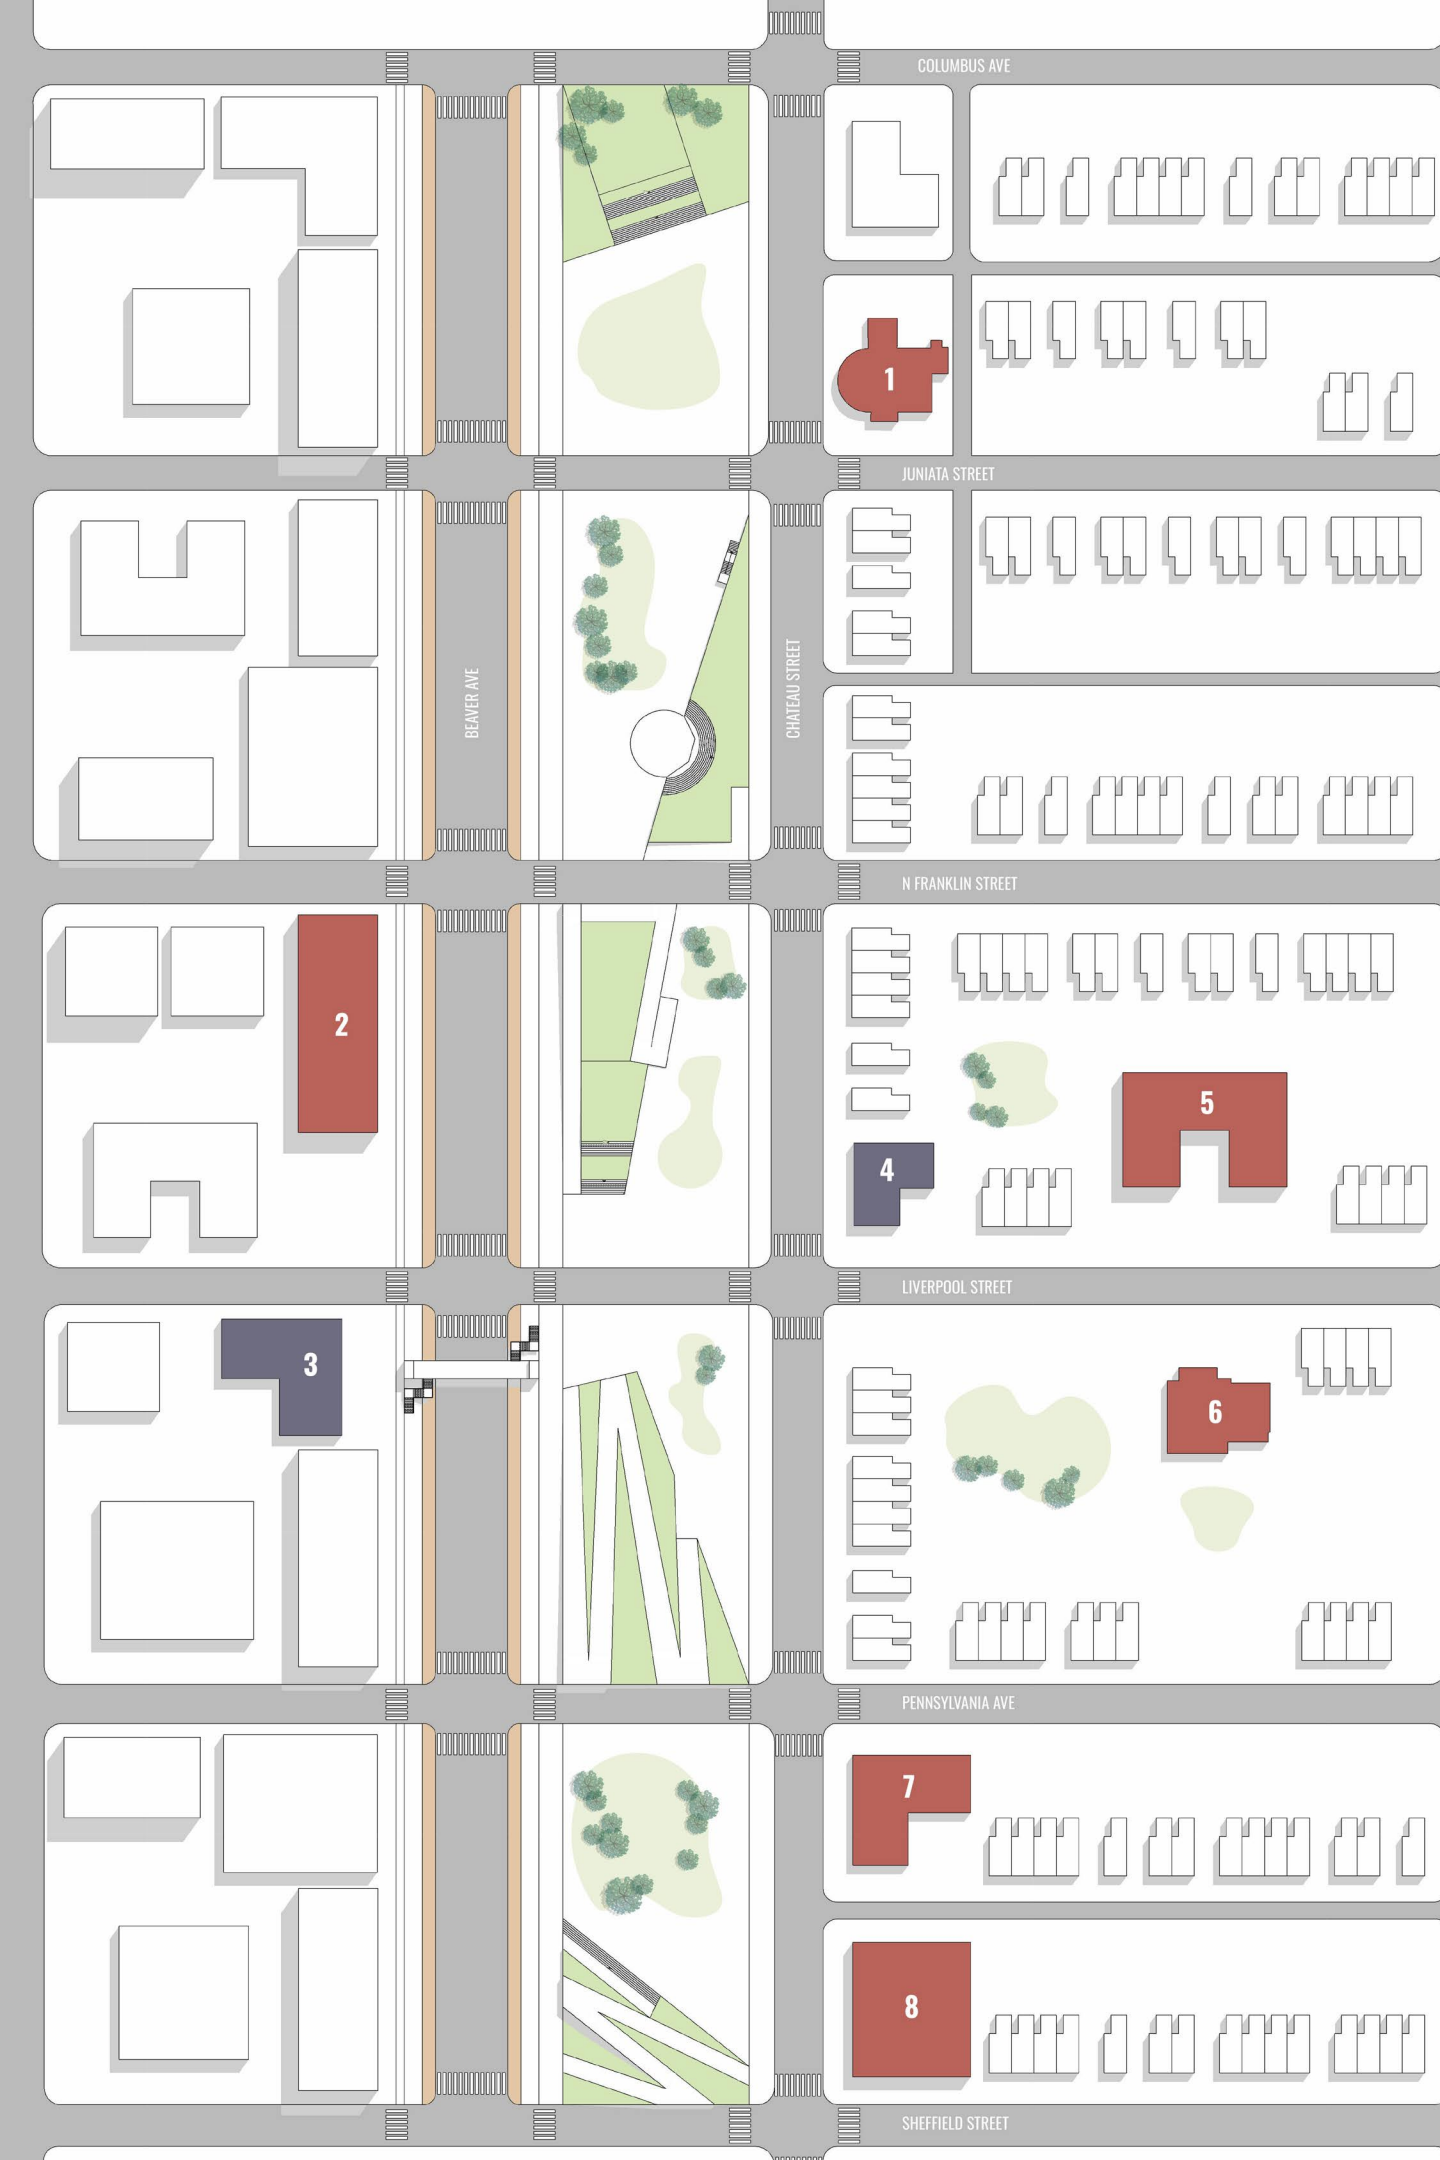 COLUMBUS AVE
1
JUNIATA STREET
BEAVER AVE
CHATEAU STREET
N FRANKLIN STREET
2
5
4
LIVERPOOL STREET
3
6
PENNSYLVANIA AVE
7
8
SHEFFIELD STREET